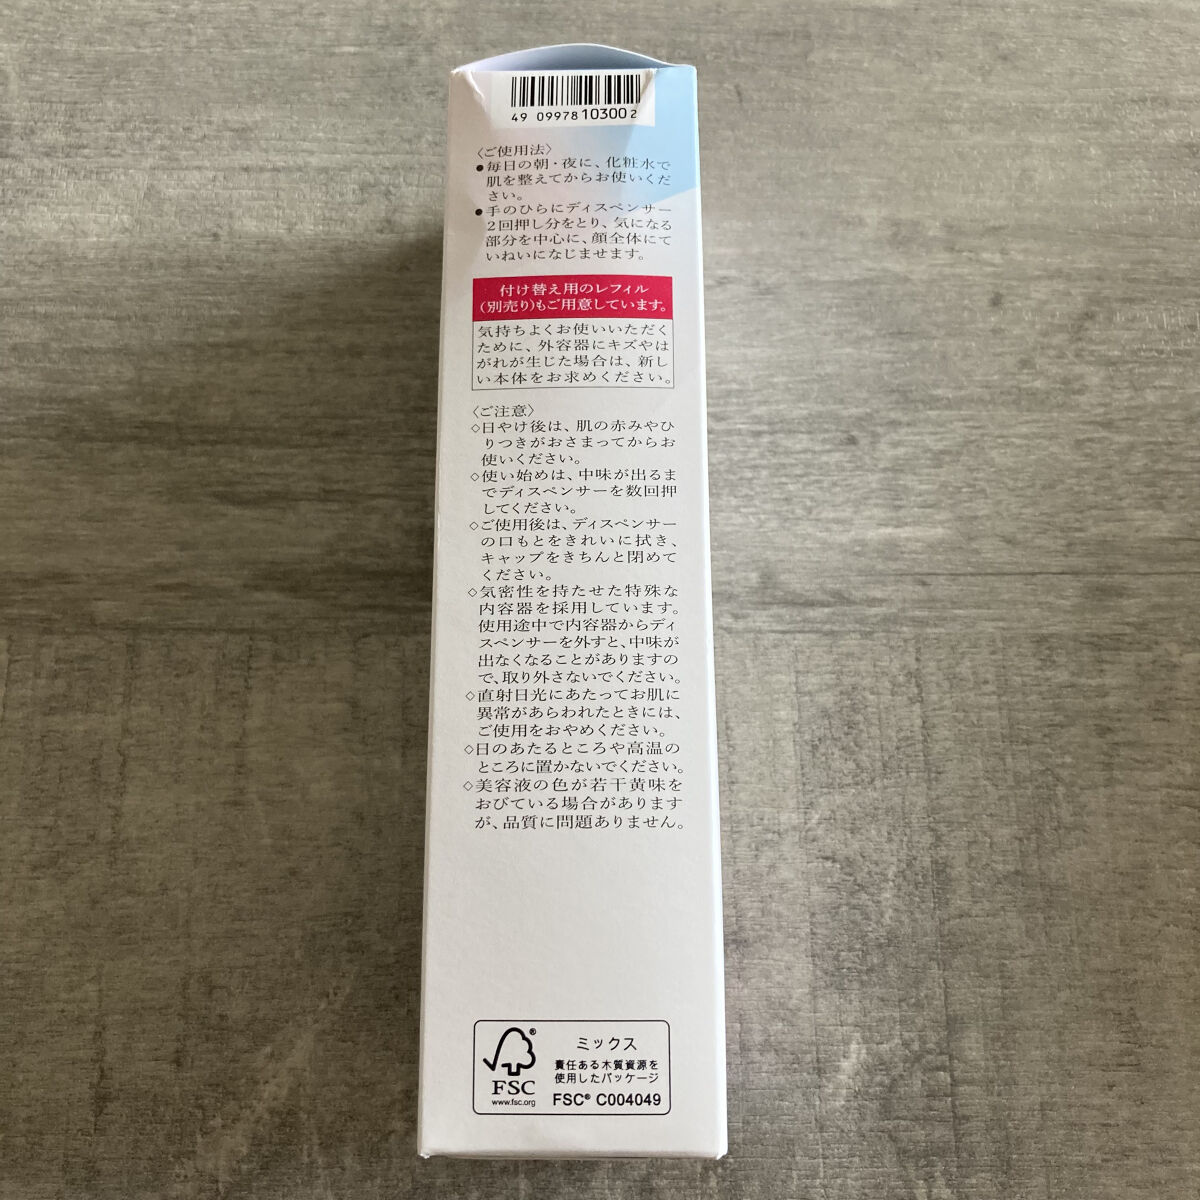 49 09978 10300 2
〈ご使用法〉
●毎日の朝・夜に、化粧水で
肌を整えてからお使いくだ
さい。
●手のひらにディスペンサー
2回押し分をとり、気になる
部分を中心に、顔全体にて
いねいになじませます。
付け替え用のレフィル
(別売り)もご用意しています。
気持ちよくお使いいただく
ために、外容器にキズやは
がれが生じた場合は、新し
い本体をお求めください。
〈ご注意〉
◇日やけ後は、肌の赤みやひ
りつきがおさまってからお
使いください。
◇使い始めは、中味が出るま
でディスペンサーを数回押
してください。
◇ご使用後は、ディスペンサー
の口もとをきれいに拭き、
キャップをきちんと閉めて
ください。
◇気密性を持たせた特殊な
内容器を採用しています。
使用途中で内容器からディ
スペンサーを外すと、中味が
出なくなることがありますの
で、取り外さないでください。
◇直射日光にあたってお肌に
異常があらわれたときには、
ご使用をおやめください。
◇日のあたるところや高温の
ところに置かないでください。
◇美容液の色が若干黄味を
おびている場合があります
が、品質に問題ありません。
®
FSC
www.fsc.org
ミックス
責任ある木質資源を
使用したパッケージ
FSC® C004049